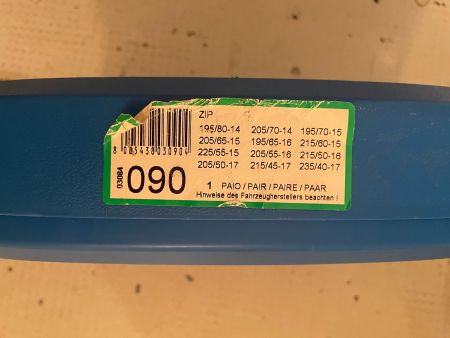 ZIP
195/80-14 205/70-14 195/70-15
205/65-15 195/65-16 215/60-15
225/55-15 205/55-16 215/50-16
205/50-17 215/45-17 235/40-17
8 005438 030904
03084
090
1 PAIO / PAIR / PAIRE / PAAR
Hinweise des Fahrzeugherstellers beachten !